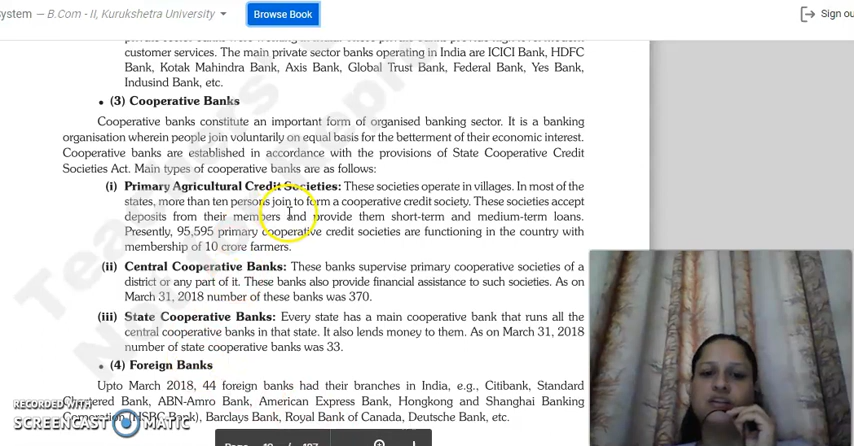 ystem — B.Com - II, Kurukshetra University
Browse Book
Sign ou
customer services. The main private sector banks operating in India are ICICI Bank, HDFC
Bank, Kotak Mahindra Bank, Axis Bank, Global Trust Bank, Federal Bank, Yes Bank,
Indusind Bank, etc.
• (3) Cooperative Banks
Cooperative banks constitute an important form of organised banking sector. It is a banking
organisation wherein people join voluntarily on equal basis for the betterment of their economic interest.
Cooperative banks are established in accordance with the provisions of State Cooperative Credit
Societies Act. Main types of cooperative banks are as follows:
(i) Primary Agricultural Credit Societies: These societies operate in villages. In most of the
states, more than ten persons join to form a cooperative credit society. These societies accept
deposits from their members and provide them short-term and medium-term loans.
Presently, 95,595 primary cooperative credit societies are functioning in the country with
membership of 10 crore farmers.
(ii) Central Cooperative Banks: These banks supervise primary cooperative societies of a
district or any part of it. These banks also provide financial assistance to such societies. As on
March 31, 2018 number of these banks was 370.
(iii) State Cooperative Banks: Every state has a main cooperative bank that runs all the
central cooperative banks in that state. It also lends money to them. As on March 31, 2018
number of state cooperative banks was 33.
• (4) Foreign Banks
Upto March 2018, 44 foreign banks had their branches in India, e.g., Citibank, Standard
Chartered Bank, ABN-Amro Bank, American Express Bank, Hongkong and Shanghai Banking
(HSBC Bank), Barclays Bank, Royal Bank of Canada, Deutsche Bank, etc.
RECORDED WITH
SCREENCAST MATIC